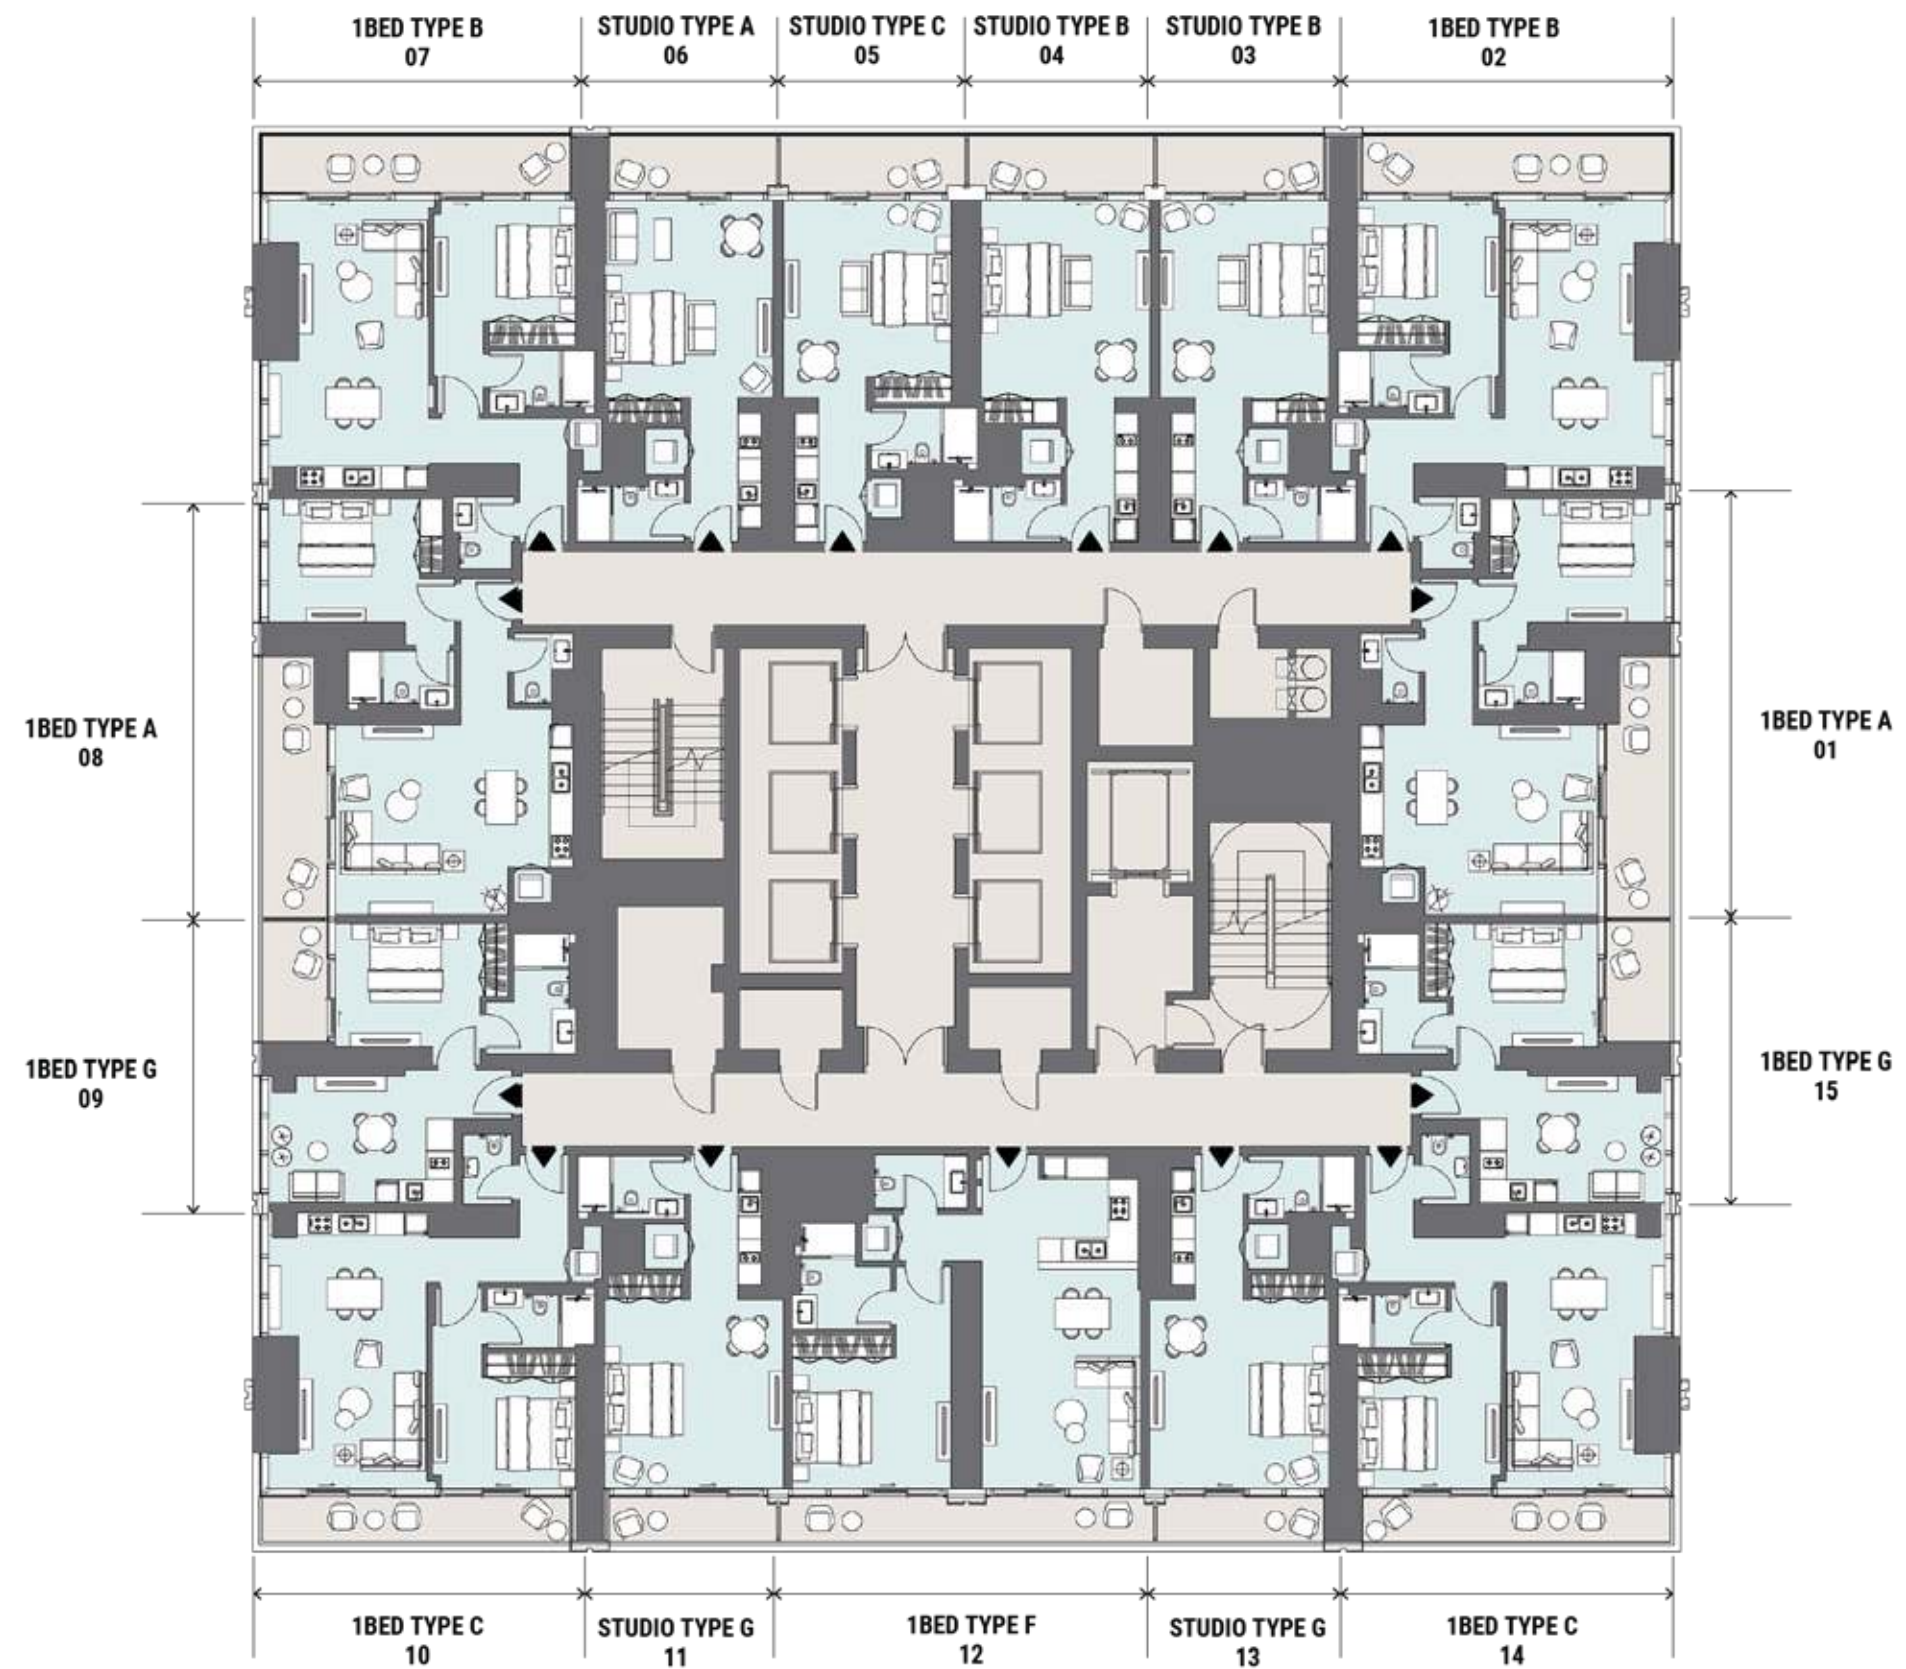 1BED TYPE B
07
STUDIO TYPE A
06
STUDIO TYPE C
05
STUDIO TYPE B
04
STUDIO TYPE B
03
1BED TYPE B
02
1BED TYPE A
08
1BED TYPE A
01
1BED TYPE G
09
1BED TYPE G
15
1BED TYPE C
10
STUDIO TYPE G
11
1BED TYPE F
12
STUDIO TYPE G
13
1BED TYPE C
14